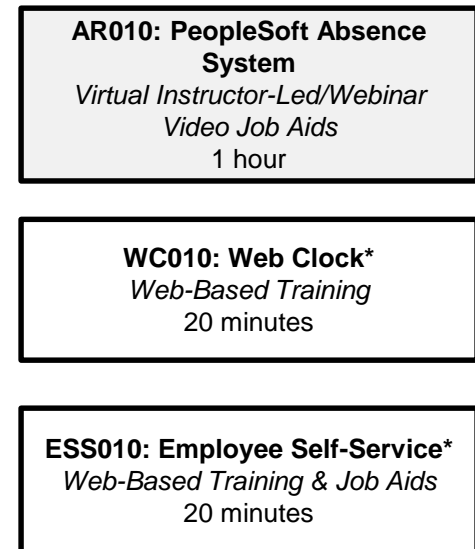 AR010: PeopleSoft Absence
System
Virtual Instructor-Led/Webinar
Video Job Aids
1 hour
WC010: Web Clock*
Web-Based Training
20 minutes
ESS010: Employee Self-Service*
Web-Based Training & Job Aids
20 minutes